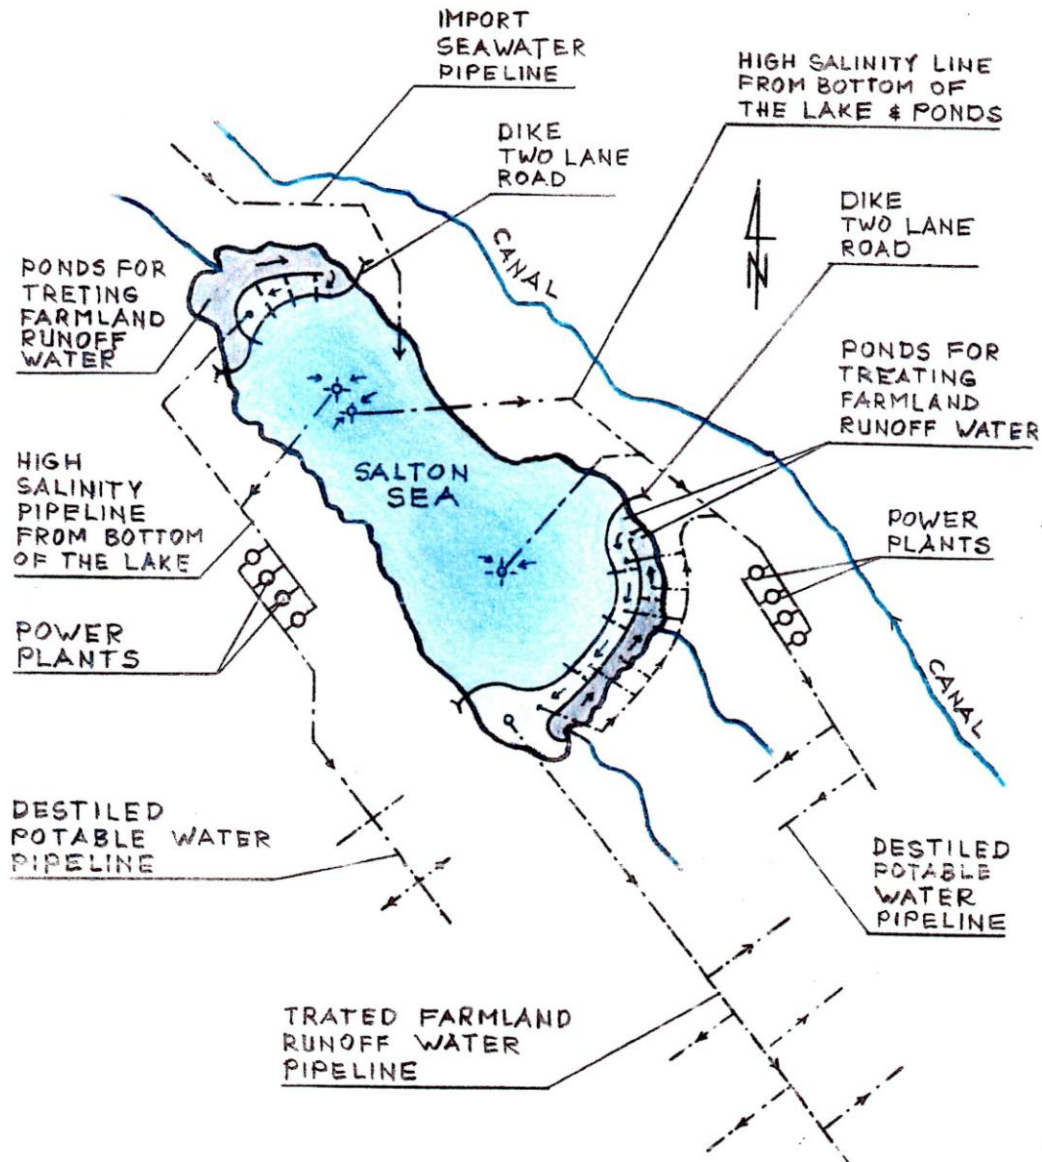 IMPORT
SEAWATER
PIPELINE
HIGH SALINITY LINE
FROM BOTTOM OF
THE LAKE & PONDS
DIKE
TWO LANE
ROAD
DIKE
TWO LANE
ROAD
CANAL
N
PONDS FOR
TRETING
FARMLAND
RUNOFF
WATER
PONDS FOR
TREATING
FARMLAND
RUNOFF WATER
SALTON
SEA
HIGH
SALINITY
PIPELINE
FROM BOTTOM
OF THE LAKE
POWER
PLANTS
POWER
PLANTS
CANAL
DESTILED
POTABLE WATER
PIPELINE
DESTILED
POTABLE
WATER
PIPELINE
TRATED FARMLAND
RUNOFF WATER
PIPELINE